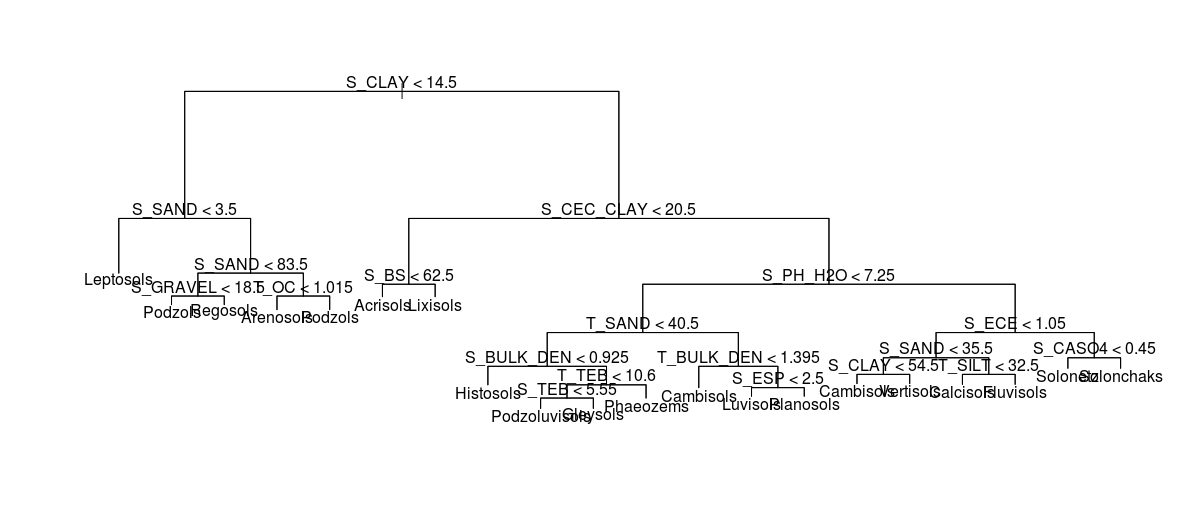 S_CLAY < 14.5
S_SAND < 3.5
S_CEC_CLAY < 20.5
Leptosols
S_SAND < 83.5
S_GRAVEL < 18.5
T_OC < 1.015
Podzols
Regosols
Arenosols
Podzols
S_BS < 62.5
Acrisols
Lixisols
S_PH_H2O < 7.25
T_SAND < 40.5
S_ECE < 1.05
S_BULK_DEN < 0.925
T_BULK_DEN < 1.395
S_SAND < 35.5
S_CASO4 < 0.45
Histosols
T_TEB < 10.6
S_TEB < 5.55
Phaeozems
Podzoluvisols
Gleysols
Cambisols
S_ESP < 2.5
Luvisols
Planosols
S_CLAY < 54.5
T_SILT < 32.5
Cambisols
Vertisols
Calcisols
Fluvisols
Solonetz
Solonchaks